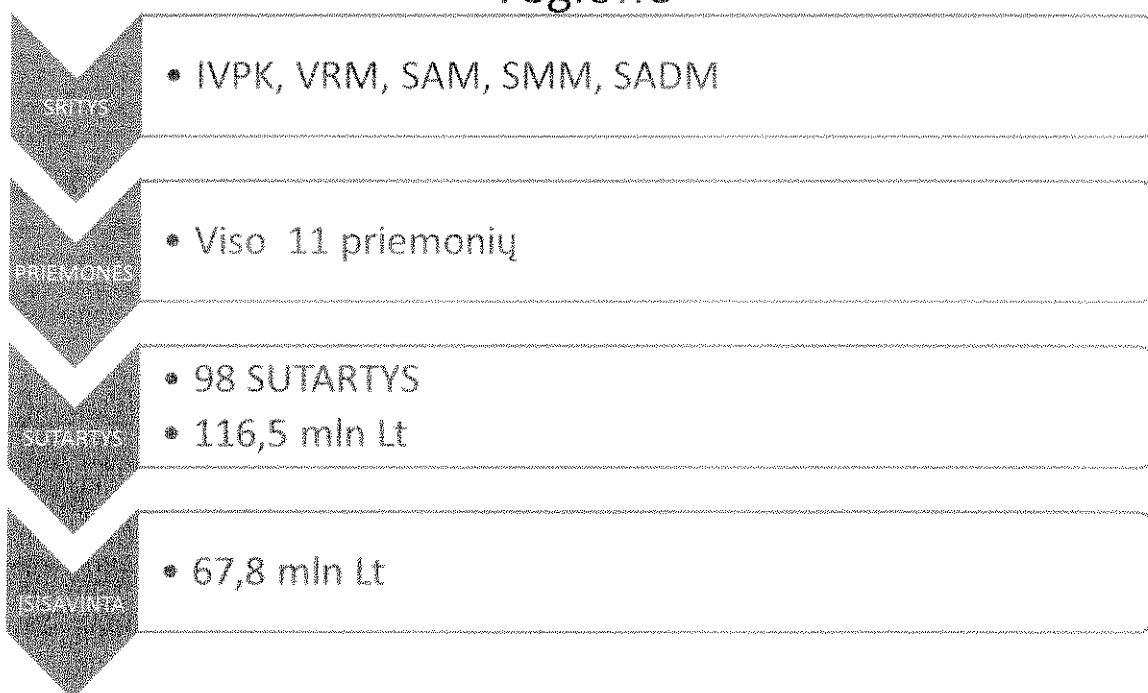 SRITYS
• IVPK, VRM, SAM, SMM, SADM
PRIEMONĖS
• Viso 11 priemonių
SUTARTYS
• 98 SUTARTYS
• 116,5 mln Lt
ĮSISAVINTA
• 67,8 mln Lt